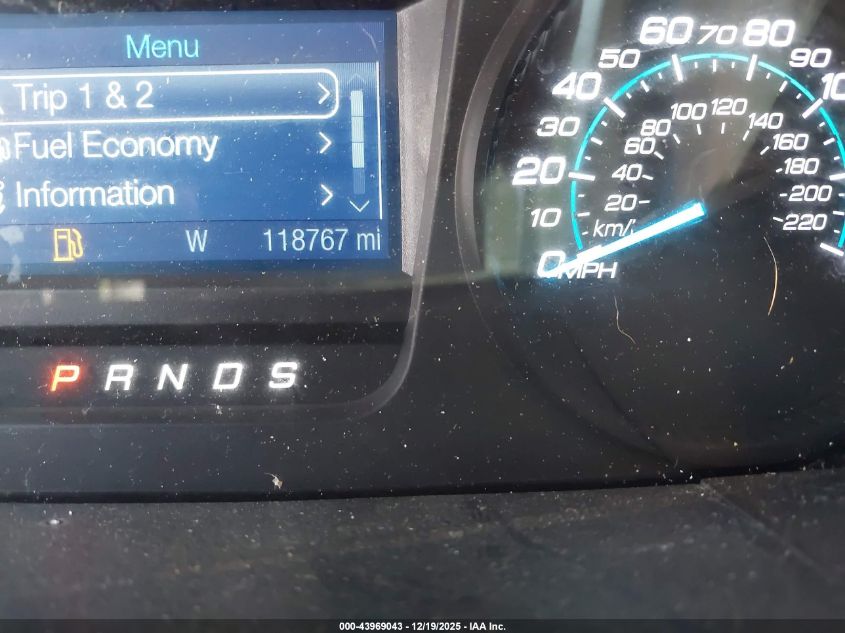 Menu
Trip 1 & 2
Fuel Economy
Information
W 118767 mi
P R N D S
0 10 20 30 40 50 60 70 80 90
20 40 60 80 100 120 140 160 180 200 220
km/
MPH
000-43969043 - 12/19/2025 - IAA Inc.